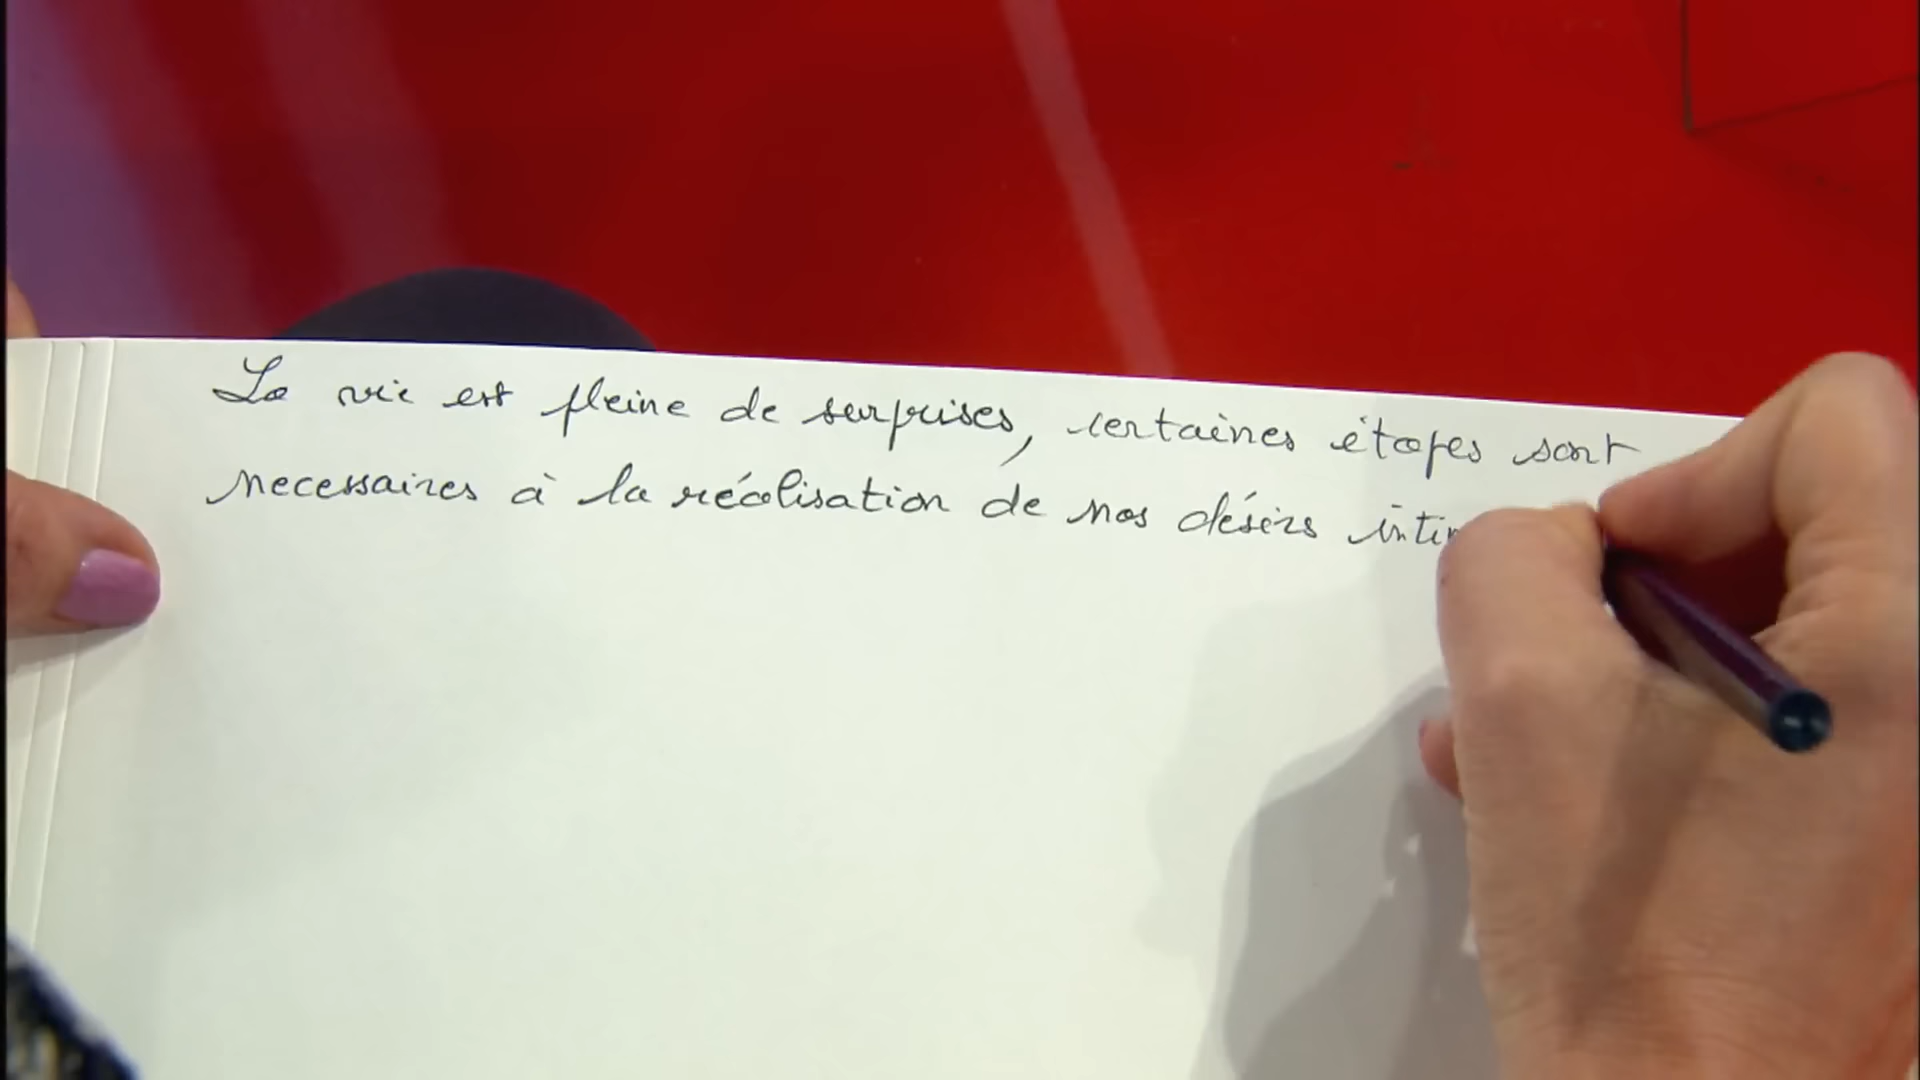 La vie est pleine de surprises, certaines étapes sont
necessaires à la réalisation de nos désirs